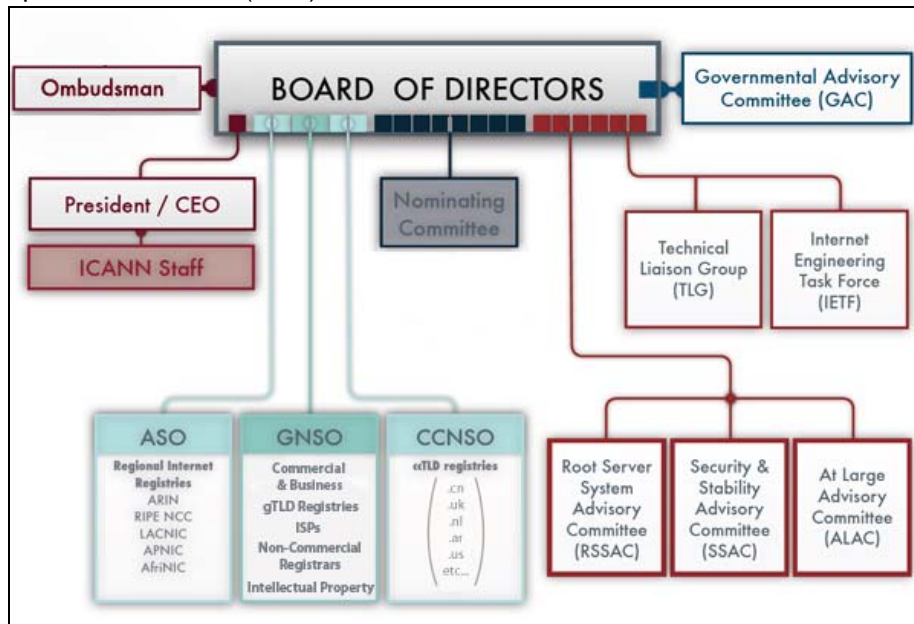 BOARD OF DIRECTORS
Ombudsman
Governmental Advisory
Committee (GAC)
President / CEO
ICANN Staff
Nominating
Committee
Technical
Liaison Group
(TLG)
Internet
Engineering
Task Force
(IETF)
ASO
Regional Internet
Registries
ARIN
RIPE NCC
LACNIC
APNIC
AfriNIC
GNSO
Commercial
& Business
gTLD Registries
ISPs
Non-Commercial
Registrars
Intellectual Property
CCNSO
ccTLD registries
.cn
.uk
.nl
.ar
.us
etc...
Root Server
System
Advisory
Committee
(RSSAC)
Security &
Stability
Advisory
Committee
(SSAC)
At Large
Advisory
Committee
(ALAC)